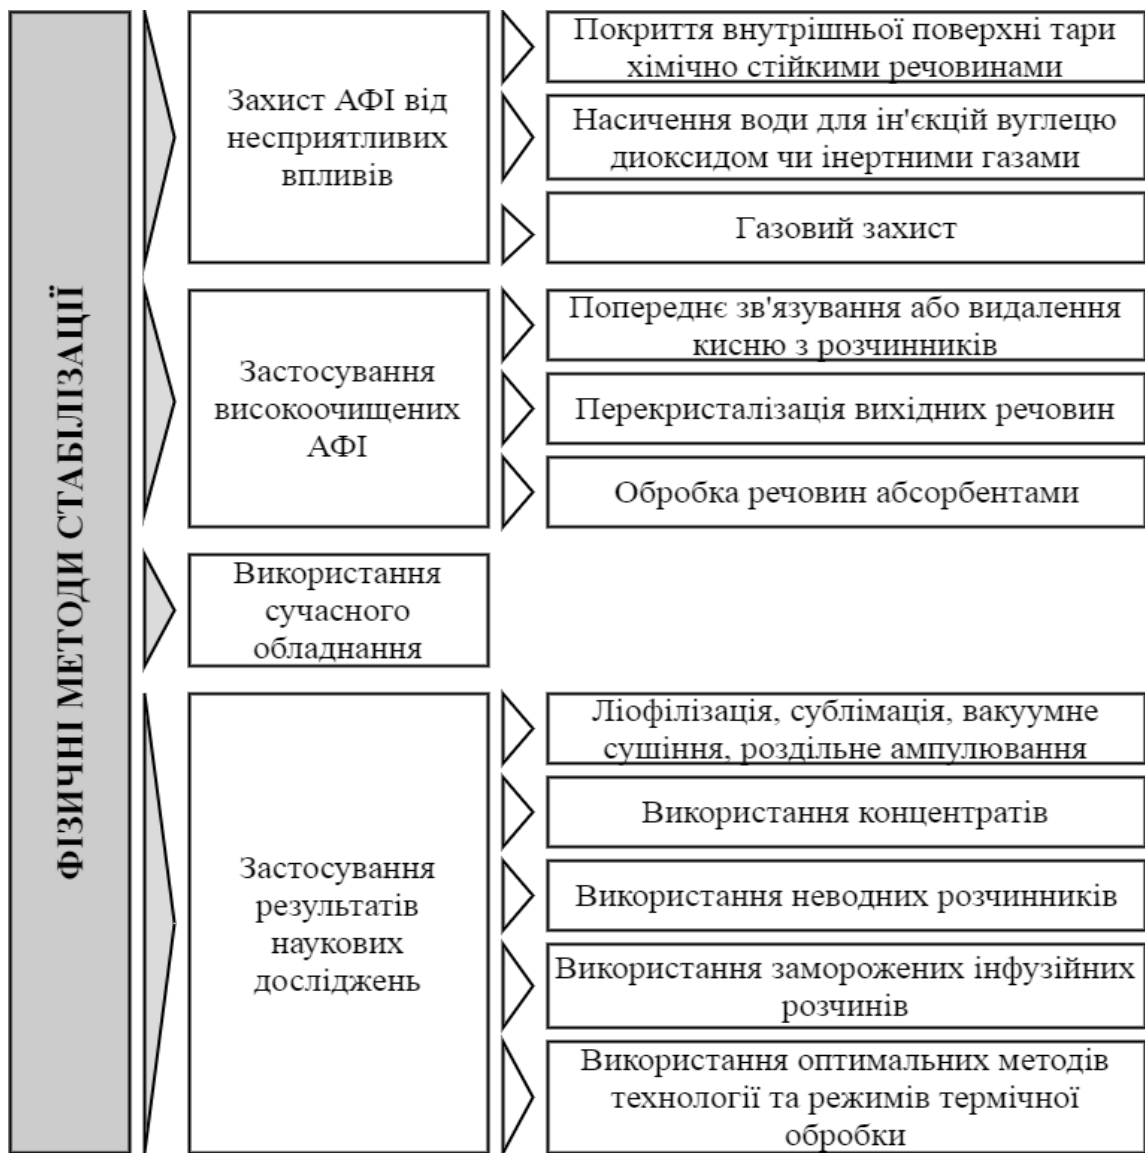 ФІЗИЧНІ МЕТОДИ СТАБІЛІЗАЦІЇ
Захист АФІ від
несприятливих
впливів
Покриття внутрішньої поверхні тари
хімічно стійкими речовинами
Насичення води для ін'єкцій вуглецю
диоксидом чи інертними газами
Газовий захист
Застосування
високоочищених
АФІ
Попереднє зв'язування або видалення
кисню з розчинників
Перекристалізація вихідних речовин
Обробка речовин абсорбентами
Використання
сучасного
обладнання
Застосування
результатів
наукових
досліджень
Ліофілізація, сублімація, вакуумне
сушіння, роздільне ампулювання
Використання концентратів
Використання неводних розчинників
Використання заморожених інфузійних
розчинів
Використання оптимальних методів
технології та режимів термічної
обробки